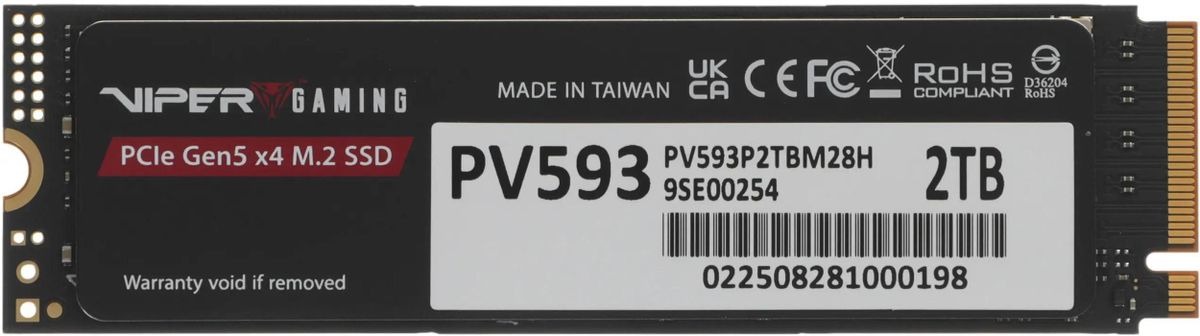 VIPER GAMING
PCIe Gen5 x4 M.2 SSD
Warranty void if removed
MADE IN TAIWAN
UK
CA
CE FC
RoHS
COMPLIANT
D36204
RoHS
PV593
PV593P2TBM28H
9SE00254
2TB
022508281000198